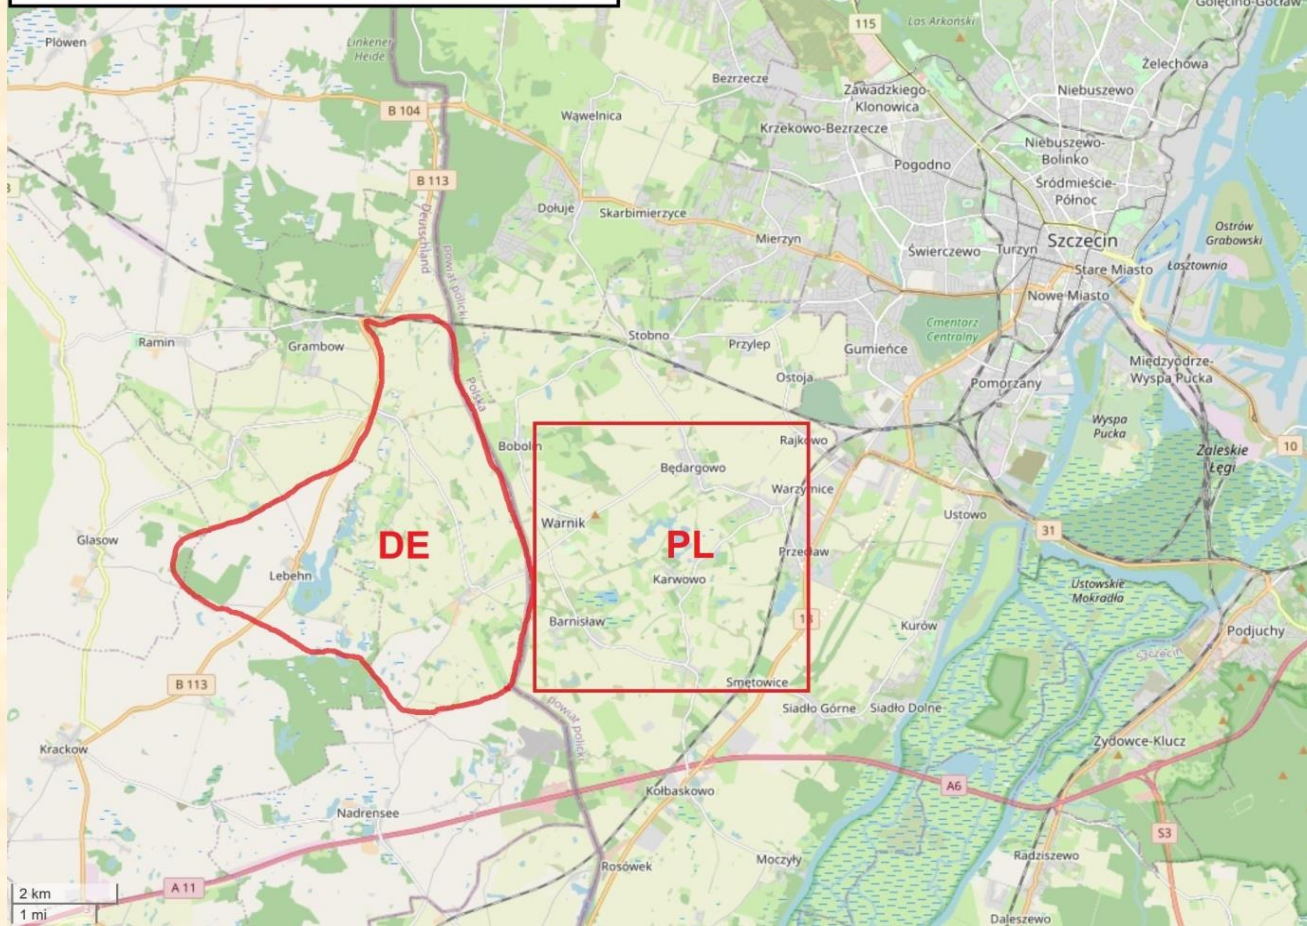 Golęcino-Gocław
115
Las Arkoński
Plöwen
Linkener
Heide
Bezrzecze
Żelechowa
Zawadzkiego-
Klonowica
Niebuszewo
B 104
Wąwelnica
Krzekowo-Bezrzecze
Niebuszewo-
Bolinko
Pogodno
B 113
Śródmieście-
Północ
3
Deutschland
Dołuje
Skarbimierzyce
Ostrów
Grabowski
Mierzyn
Świerczewo
Turzyn
Szczecin
powiat policki
Stare Miasto
Łasztownia
Nowe Miasto
Cmentarz
Centralny
Ramin
Grambow
Stobno
Przylep
Gumieńce
Międzyodrze-
Wyspa Pucka
Polska
Ostoja
Pomorzany
Wyspa
Pucka
Bobolin
Rajkowo
10
Zaleskie
Łęgi
Będargowo
Warzymice
Ustowo
Warnik
31
Glasow
DE
PL
Przecław
Lebehn
Karwowo
Ustowskie
Mokradła
Barnisław
13
Kurów
Podjuchy
Szczecin
B 113
Smętowice
Siadło Górne
Siadło Dolne
powiat policki
Krackow
Żydowce-Klucz
A6
Kołbaskowo
Nadrensee
S3
Rosówek
Moczyły
Radziszewo
A 11
2 km
1 mi
Daleszewo